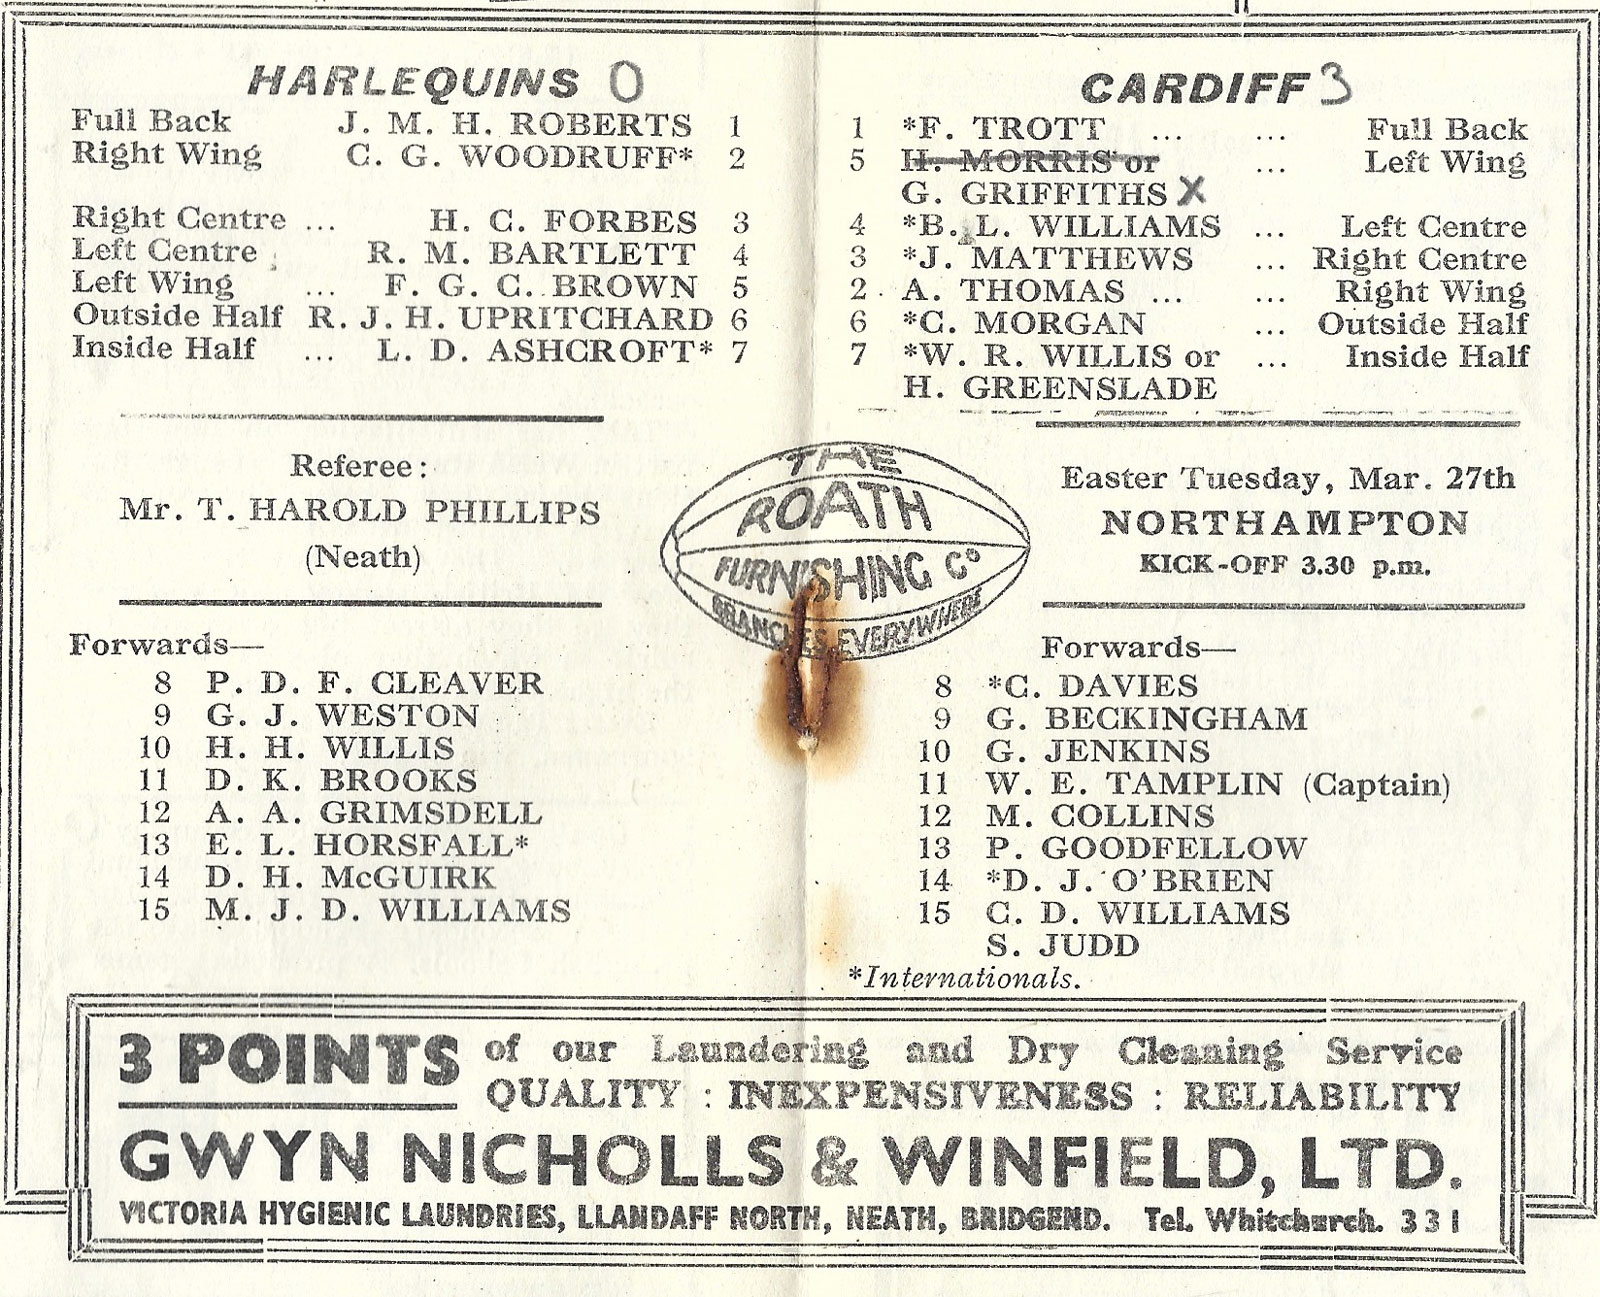 HARLEQUINS 0
Full Back J. M. H. ROBERTS 1
Right Wing C. G. WOODRUFF* 2
Right Centre ... H. C. FORBES 3
Left Centre R. M. BARTLETT 4
Left Wing ... F. G. C. BROWN 5
Outside Half R. J. H. UPRITCHARD 6
Inside Half ... L. D. ASHCROFT* 7
CARDIFF 3
1 *F. TROTT ... ... Full Back
5 H. MORRIS or ... Left Wing
G. GRIFFITHS X
4 *B. L. WILLIAMS ... Left Centre
3 *J. MATTHEWS ... Right Centre
2 A. THOMAS ... ... Right Wing
6 *C. MORGAN ... Outside Half
7 *W. R. WILLIS or ... Inside Half
H. GREENSLADE
Referee:
Mr. T. HAROLD PHILLIPS
(Neath)
THE
ROATH
FURNISHING Co
BRANCHES EVERYWHERE
Easter Tuesday, Mar. 27th
NORTHAMPTON
KICK-OFF 3.30 p.m.
Forwards—
8 P. D. F. CLEAVER
9 G. J. WESTON
10 H. H. WILLIS
11 D. K. BROOKS
12 A. A. GRIMSDELL
13 E. L. HORSFALL*
14 D. H. McGUIRK
15 M. J. D. WILLIAMS
Forwards—
8 *C. DAVIES
9 G. BECKINGHAM
10 G. JENKINS
11 W. E. TAMPLIN (Captain)
12 M. COLLINS
13 P. GOODFELLOW
14 *D. J. O'BRIEN
15 C. D. WILLIAMS
S. JUDD
*Internationals.
3 POINTS of our Laundering and Dry Cleaning Service
QUALITY : INEXPENSIVENESS : RELIABILITY
GWYN NICHOLLS & WINFIELD, LTD.
VICTORIA HYGIENIC LAUNDRIES, LLANDAFF NORTH, NEATH, BRIDGEND. Tel. Whitchurch. 331